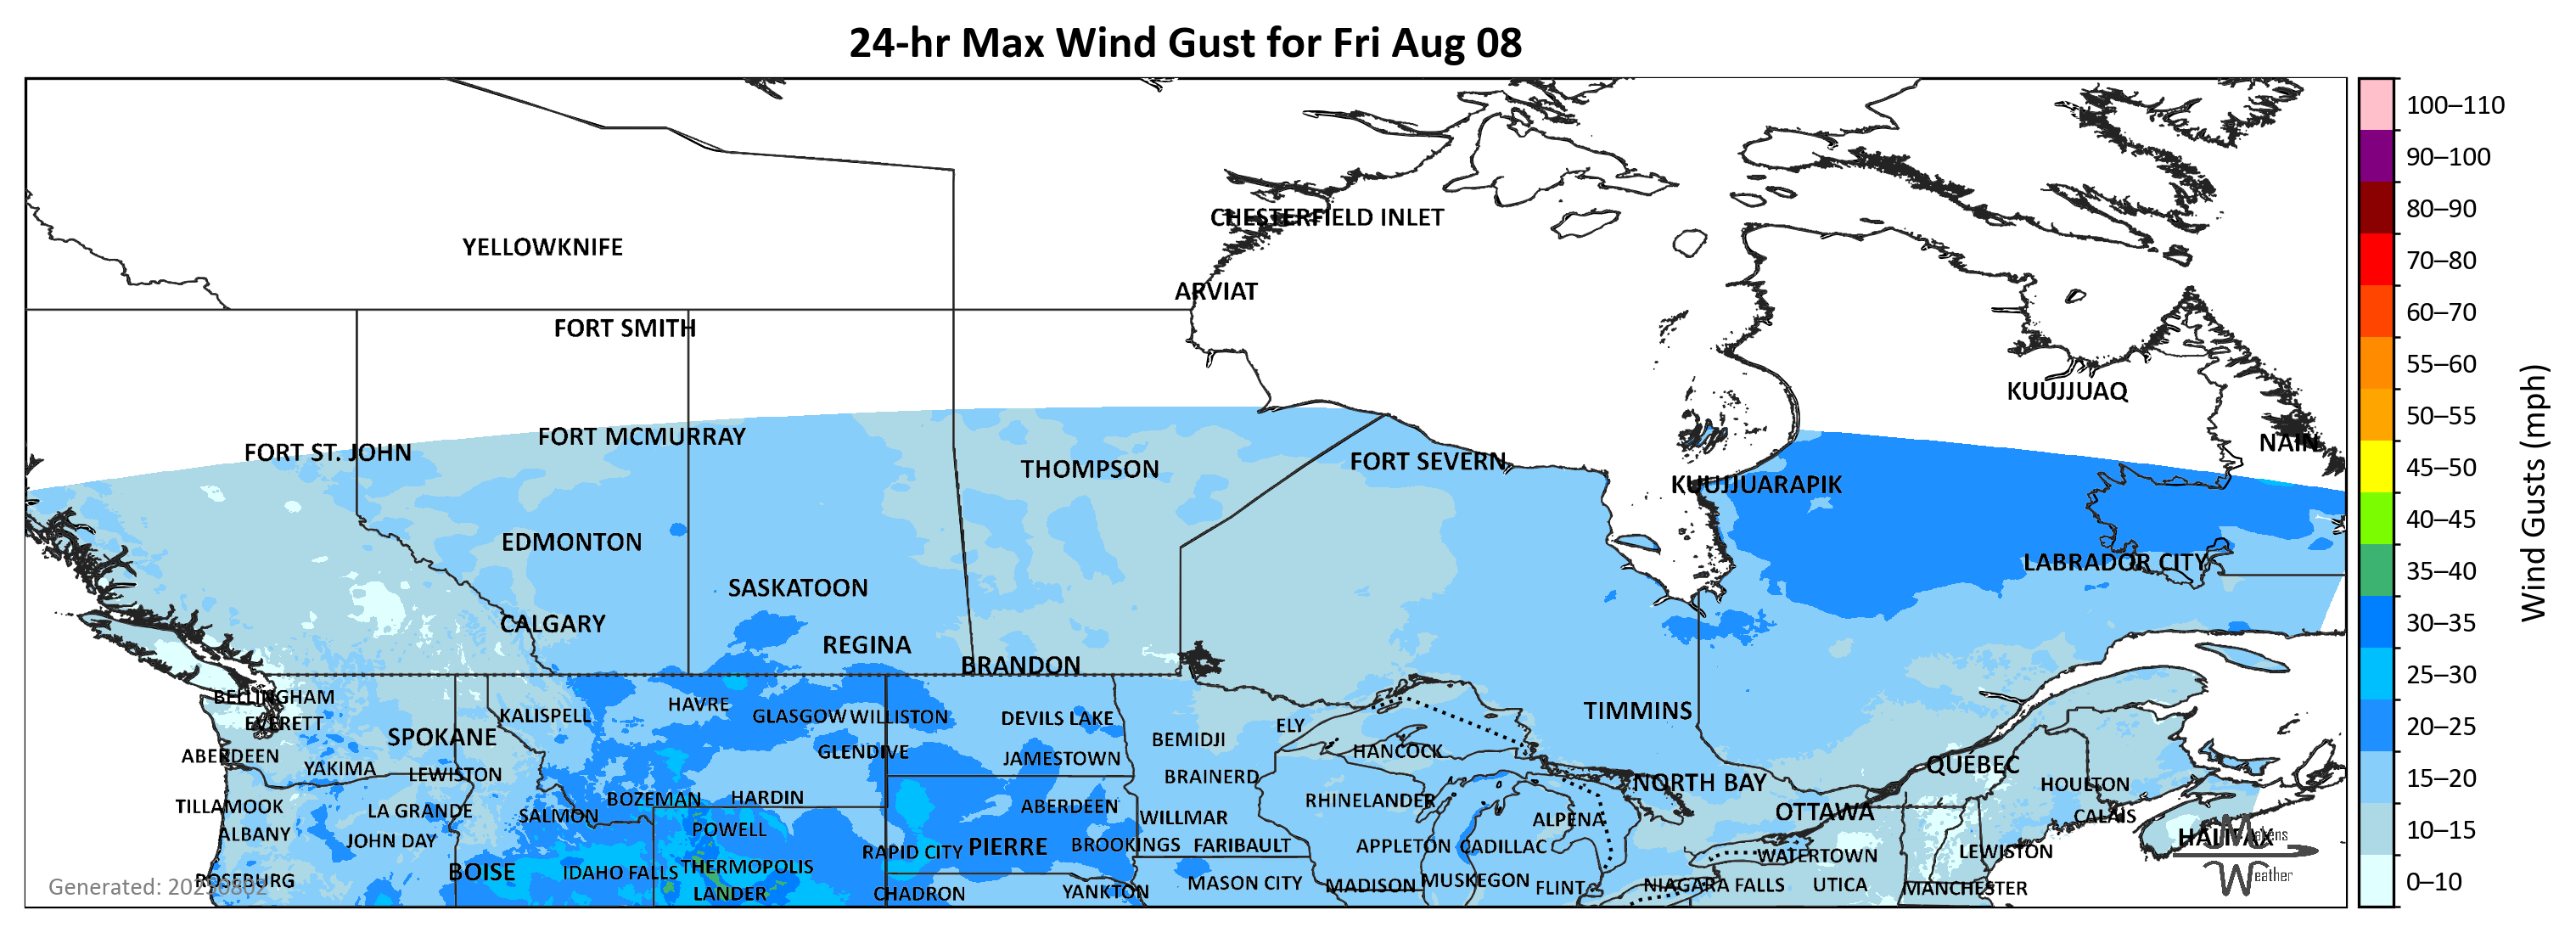 24-hr Max Wind Gust for Fri Aug 08
100–110
90–100
80–90
70–80
60–70
55–60
50–55
45–50
40–45
35–40
30–35
25–30
20–25
15–20
10–15
0–10
Wind Gusts (mph)
CHESTERFIELD INLET
YELLOWKNIFE
ARVIAT
FORT SMITH
KUUJJUAQ
FORT MCMURRAY
NAIN
FORT ST. JOHN
FORT SEVERN
THOMPSON
KUUJJUARAPIK
EDMONTON
LABRADOR CITY
SASKATOON
CALGARY
REGINA
BRANDON
BELLINGHAM
HAVRE
TIMMINS
KALISPELL
GLASGOW
WILLISTON
DEVILS LAKE
EVERETT
ELY
SPOKANE
BEMIDJI
GLENDIVE
HANCOCK
ABERDEEN
JAMESTOWN
QUÉBEC
YAKIMA
LEWISTON
BRAINERD
NORTH BAY
HOULTON
BOZEMAN
HARDIN
RHINELANDER
TILLAMOOK
ABERDEEN
LA GRANDE
OTTAWA
SALMON
CALAIS
WILLMAR
ALPENA
POWELL
ALBANY
HALIFAX
JOHN DAY
BROOKINGS
FARIBAULT
APPLETON
CADILLAC
PIERRE
RAPID CITY
LEWISTON
WATERTOWN
THERMOPOLIS
BOISE
IDAHO FALLS
ROSEBURG
MUSKEGON
MASON CITY
MADISON
NIAGARA FALLS
UTICA
FLINT
MANCHESTER
YANKTON
LANDER
CHADRON
Generated: 20250802
Makens
Weather